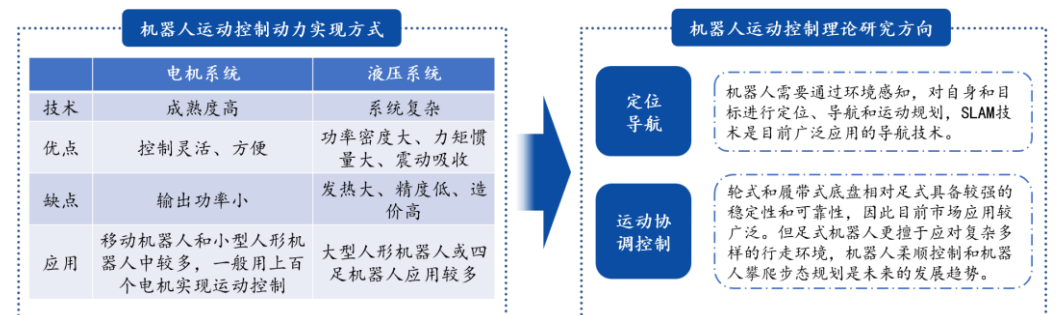 机器人运动控制动力实现方式
电机系统
液压系统
技术
成熟度高
系统复杂
优点
控制灵活、方便
功率密度大、力矩惯
量大、震动吸收
缺点
输出功率小
发热大、精度低、造
价高
应用
移动机器人和小型人形机
器人中较多，一般用上百
个电机实现运动控制
大型人形机器人或四
足机器人应用较多
机器人运动控制理论研究方向
定位
导航
机器人需要通过环境感知，对自身和目
标进行定位、导航和运动规划，SLAM技
术是目前广泛应用的导航技术。
运动协
调控制
轮式和履带式底盘相对足式具备较强的
稳定性和可靠性，因此目前市场应用较
广泛。但足式机器人更擅于应对复杂多
样的行走环境，机器人柔顺控制和机器
人攀爬步态规划是未来的发展趋势。